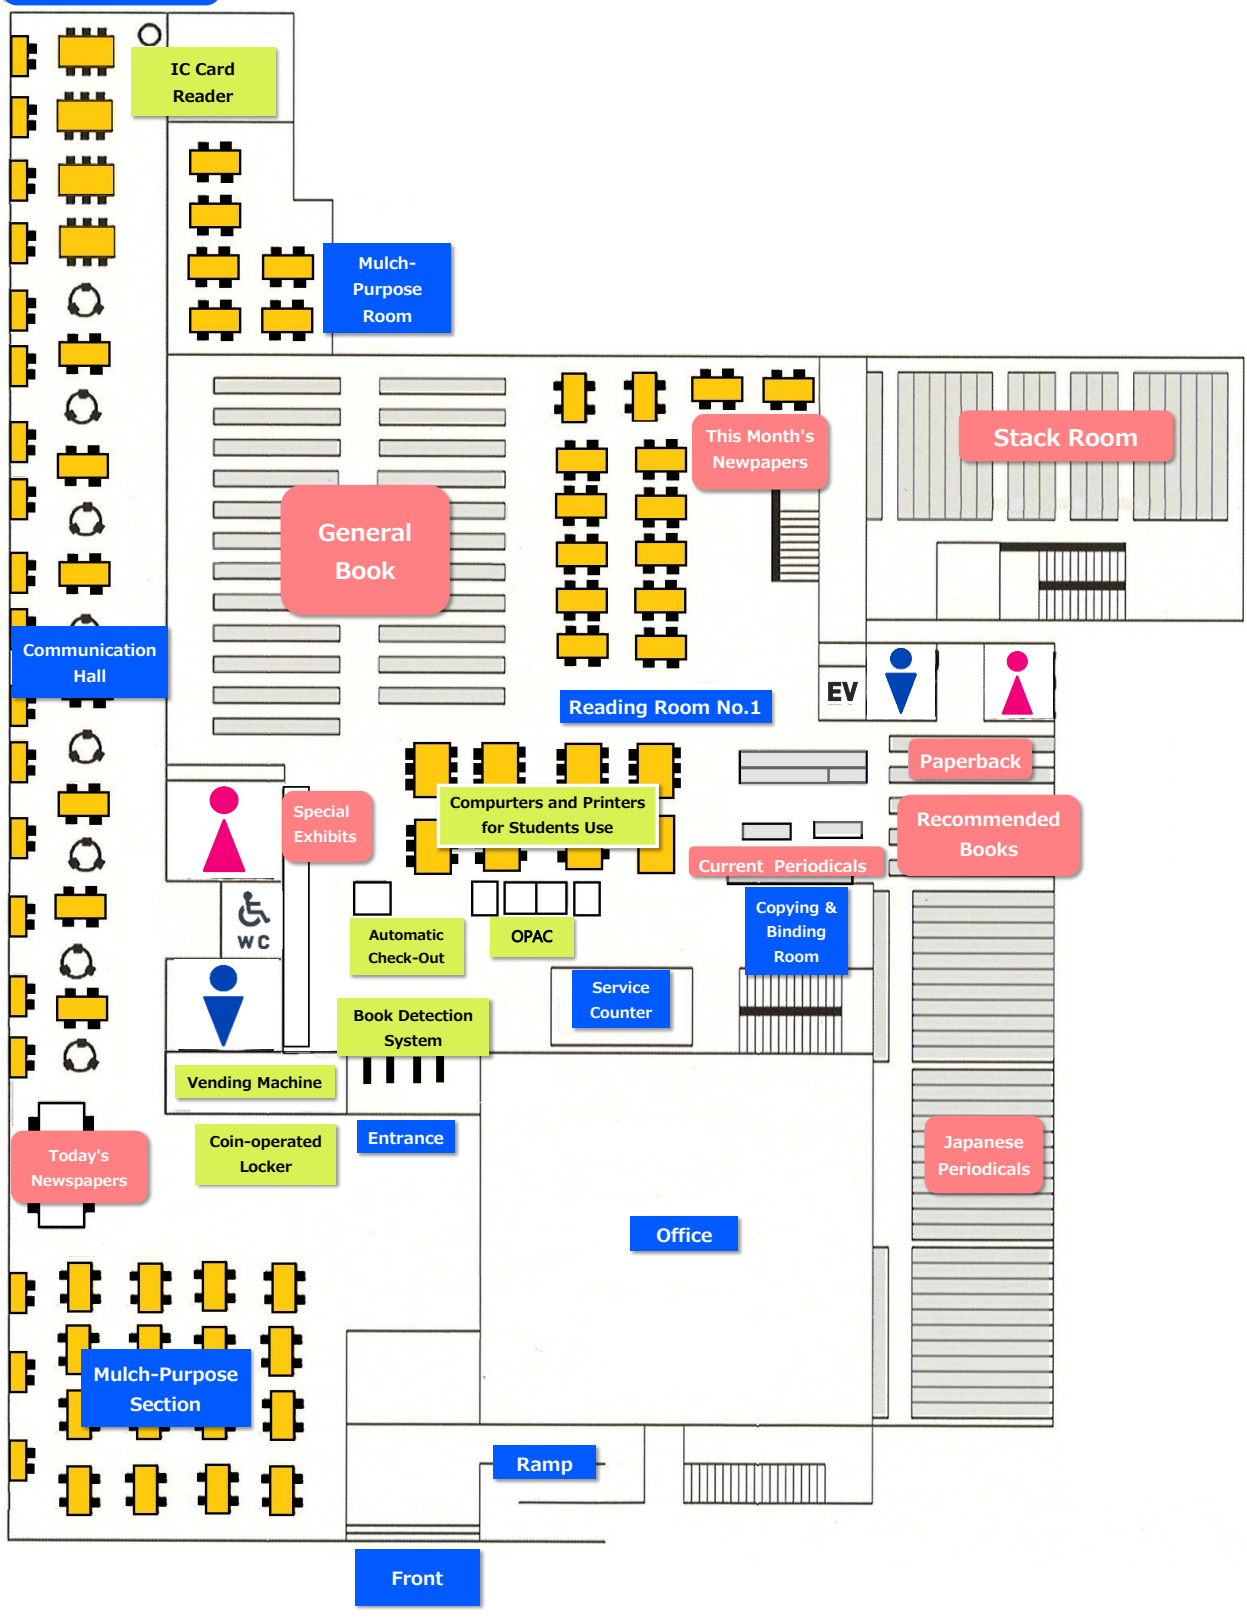 IC Card
Reader
Mulch-
Purpose
Room
This Month's
Newpapers
Stack Room
General
Book
Communication
Hall
Reading Room No.1
EV
Paperback
Special
Exhibits
Compurters and Printers
for Students Use
Recommended
Books
Current Periodicals
WC
Automatic
Check-Out
OPAC
Copying &
Binding
Room
Service
Counter
Book Detection
System
Vending Machine
Coin-operated
Locker
Entrance
Today's
Newspapers
Japanese
Periodicals
Office
Mulch-Purpose
Section
Ramp
Front